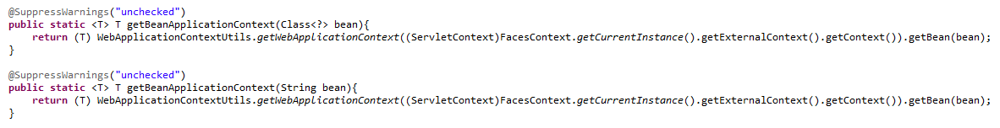 @SuppressWarnings("unchecked")
public static <T> T getBeanApplicationContext(Class<?> bean){
    return (T) WebApplicationContextUtils.getWebApplicationContext((ServletContext)FacesContext.getCurrentInstance().getExternalContext().getContext()).getBean(bean);
}
@SuppressWarnings("unchecked")
public static <T> T getBeanApplicationContext(String bean){
    return (T) WebApplicationContextUtils.getWebApplicationContext((ServletContext)FacesContext.getCurrentInstance().getExternalContext().getContext()).getBean(bean);
}